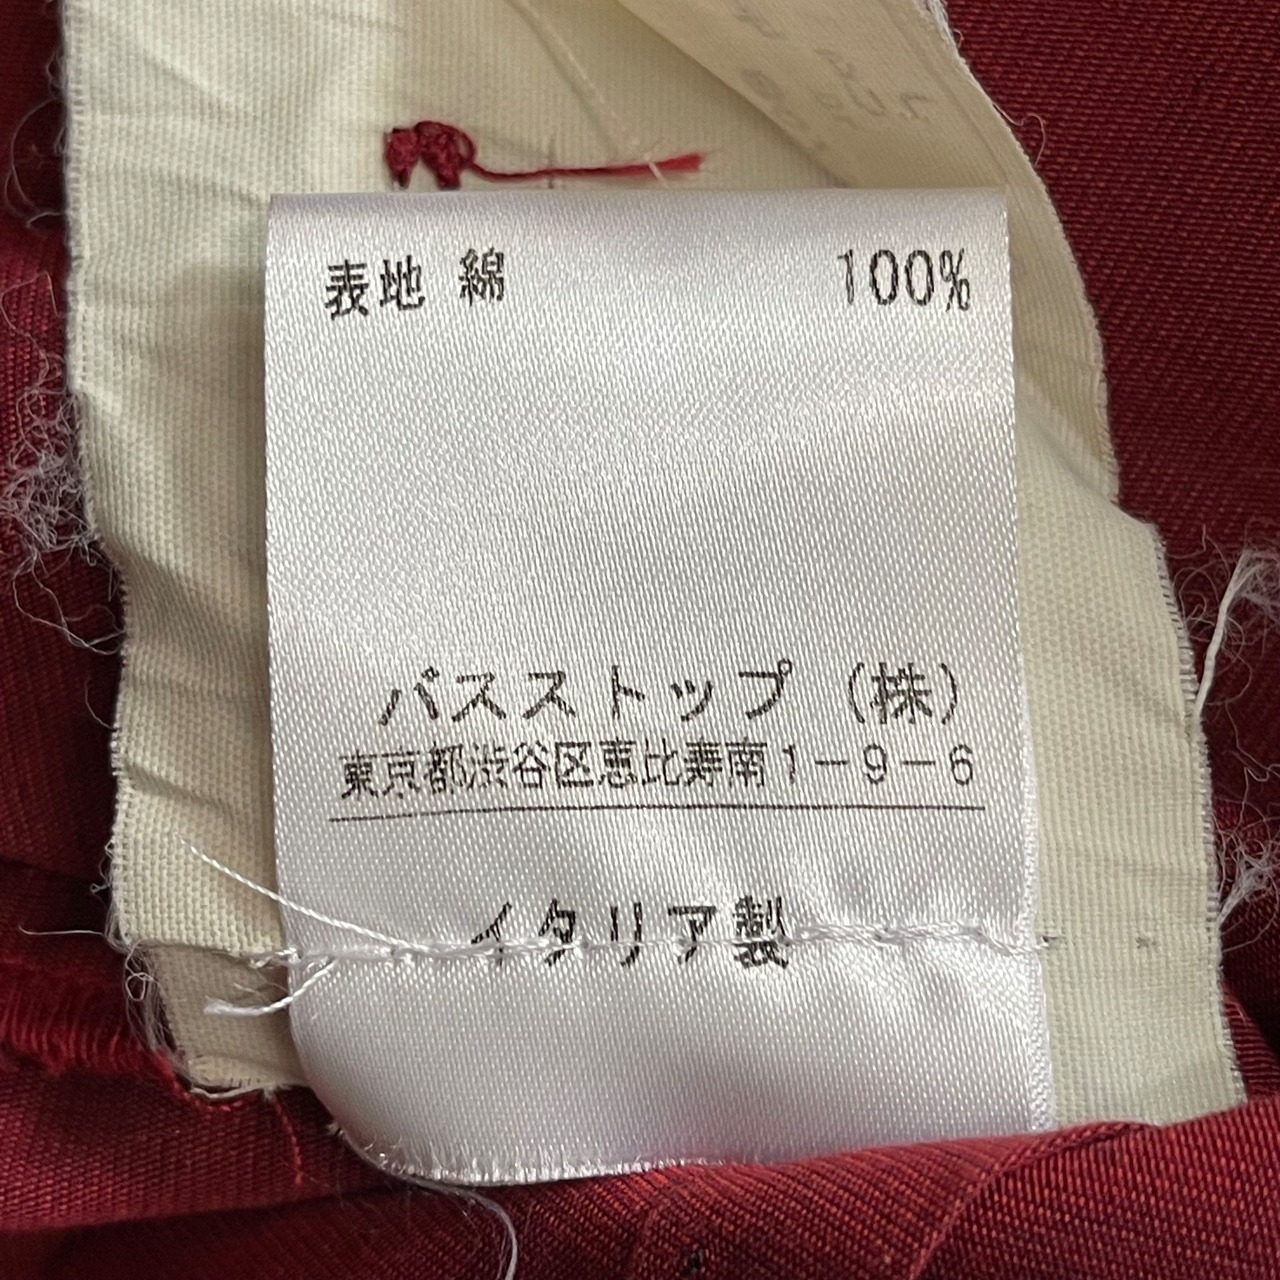 表地 綿 100%
バスストップ（株）
東京都渋谷区恵比寿南1-9-6
イタリア製